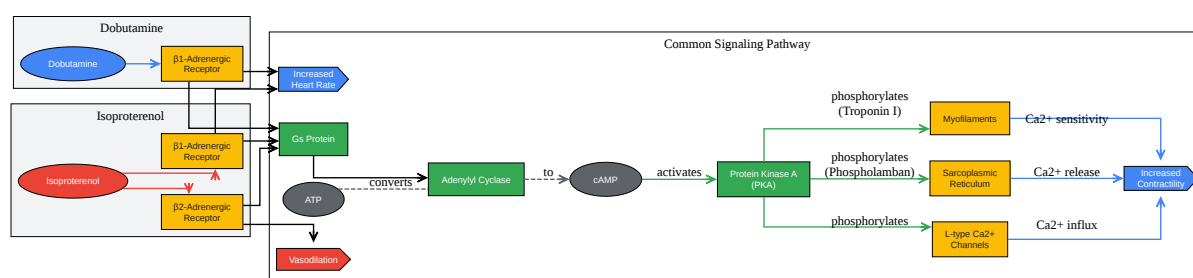 Dobutamine
Dobutamine
β1-Adrenergic
Receptor
Isoproterenol
Isoproterenol
β1-Adrenergic
Receptor
β2-Adrenergic
Receptor
Common Signaling Pathway
Increased
Heart Rate
Gs Protein
ATP
converts
Vasodilation
Adenylyl Cyclase
to
cAMP
activates
Protein Kinase A
(PKA)
phosphorylates
(Troponin I)
phosphorylates
(Phospholamban)
phosphorylates
Myofilaments
Sarcoplasmic
Reticulum
L-type Ca2+
Channels
Ca2+ sensitivity
Ca2+ release
Ca2+ influx
Increased
Contractility